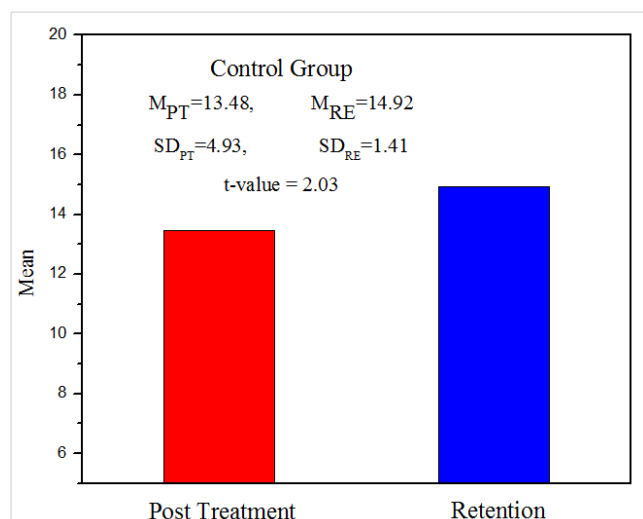 20
18
16
14
12
10
8
6
Mean
Control Group
MPT=13.48, MRE=14.92
SDPT=4.93, SDRE=1.41
t-value = 2.03
Post Treatment Retention